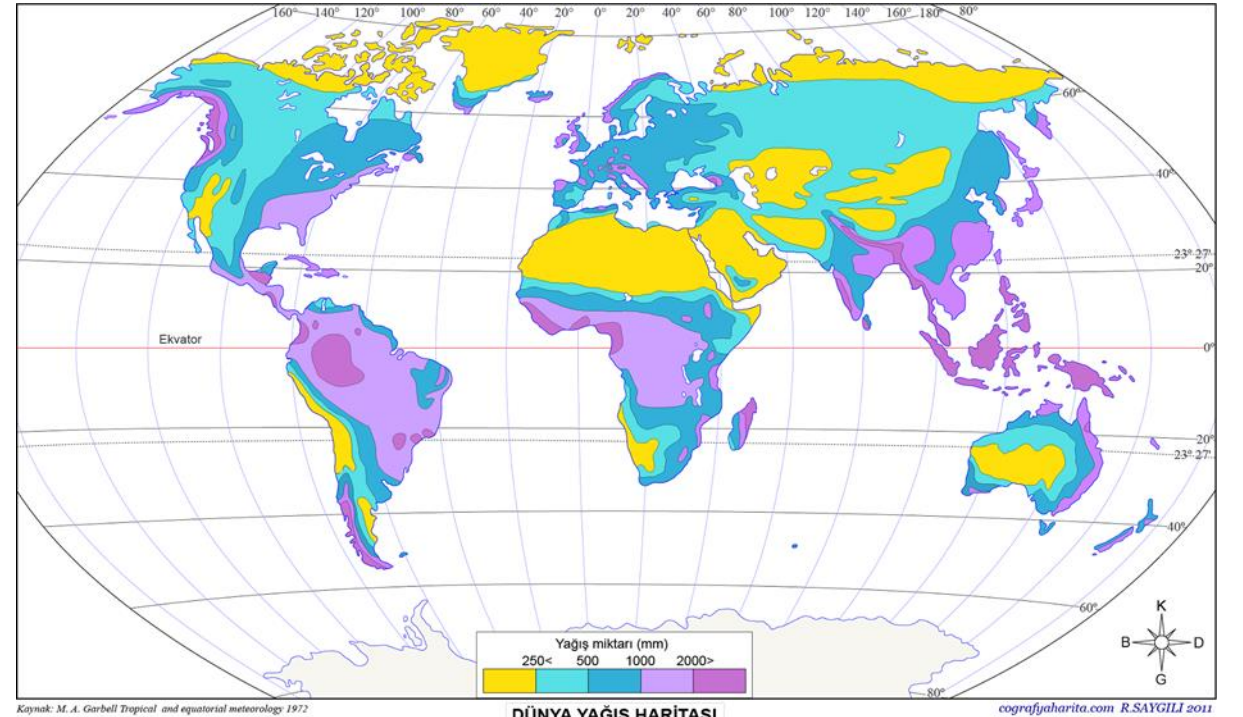 160° 140° 120° 100° 80° 60° 40° 20° 0° 20° 40° 60° 80° 100° 120° 140° 160° 180° 80°
60°
40°
23° 27'
20°
Ekvator
0°
20°
23° 27'
40°
60°
80°
Yağış miktarı (mm)
250< 500 1000 2000>
K
B D
G
Kaynak: M. A. Garbell Tropical and equatorial meteorology 1972
DÜNYA YAĞIŞ HARİTASI
cografyaharita.com R.SAYGILI 2011